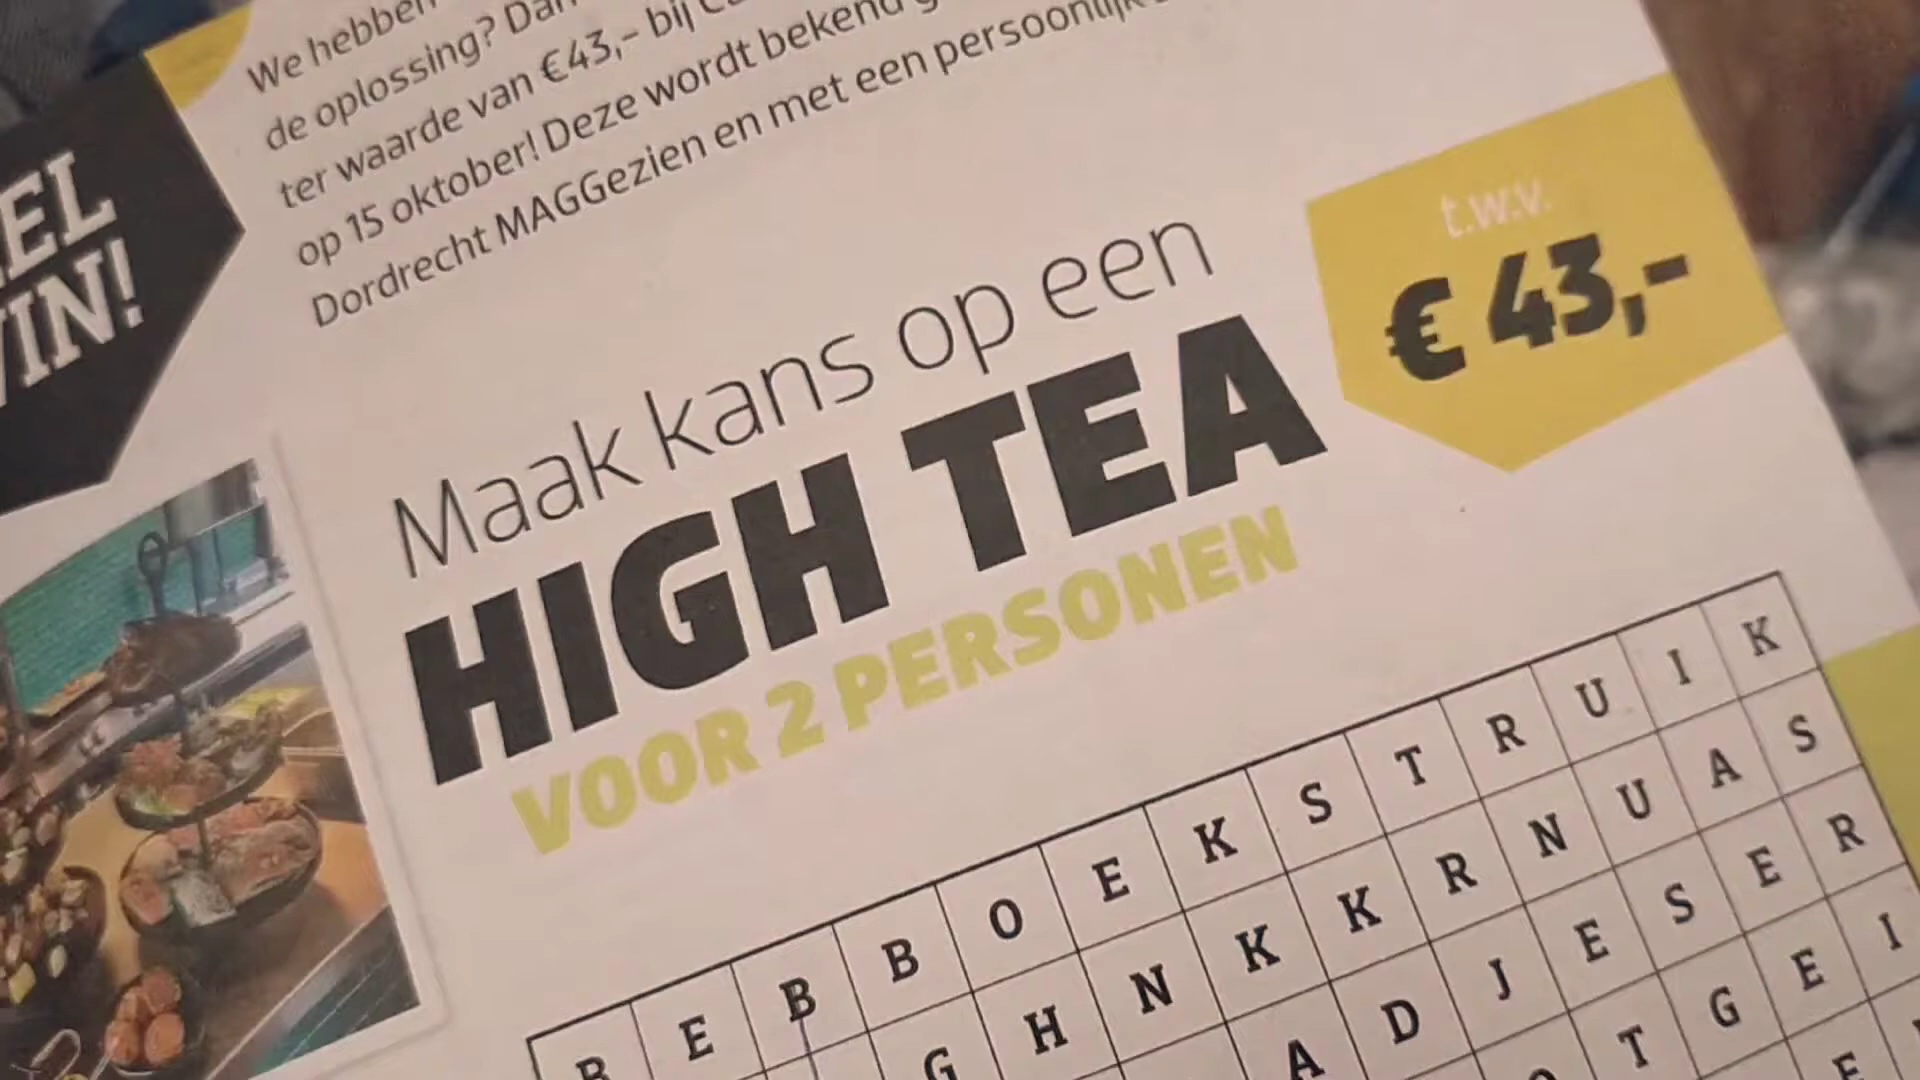 We hebben
de oplossing? Dan
ter waarde van €43,- bij
op 15 oktober! Deze wordt bekend
Dordrecht MAGGezien en met een persoonlijk
EL
IN!
t.w.v.
€ 43,-
Maak kans op een
HIGH TEA
VOOR 2 PERSONEN
E B B O E K S T R U I K
G H N K K R N U A S
A D J E S E R
T G E I